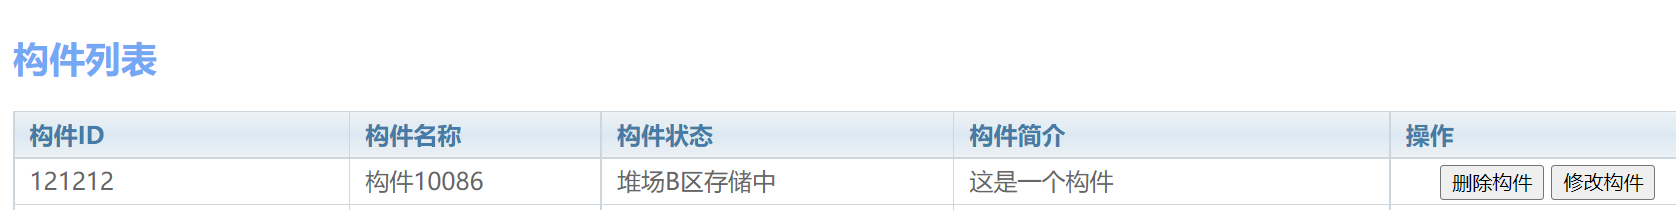 构件列表
构件ID 构件名称 构件状态 构件简介 操作
121212 构件10086 堆场B区存储中 这是一个构件 删除构件 修改构件